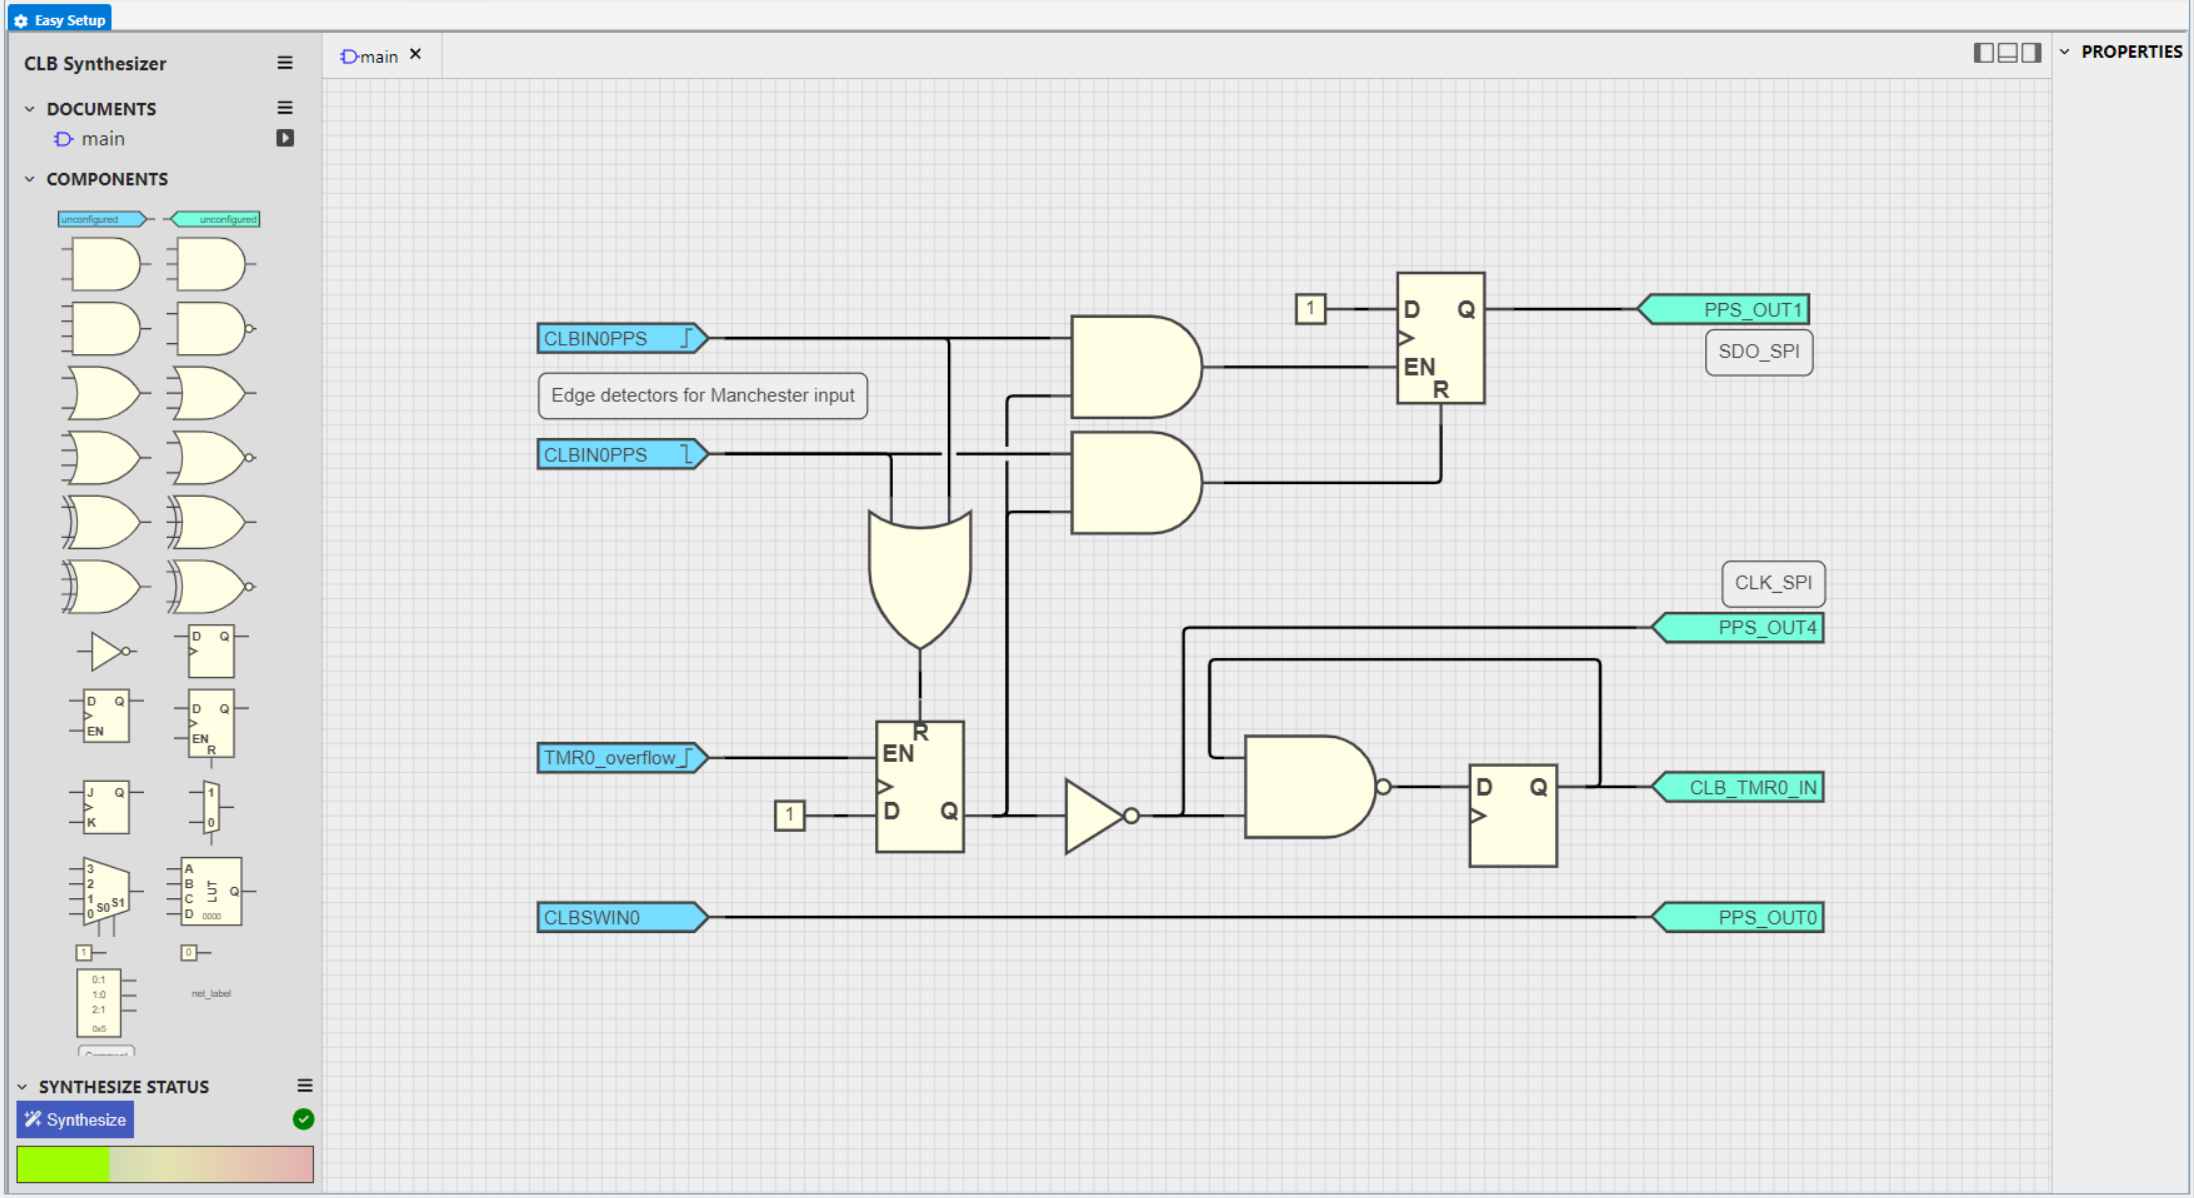 Easy Setup
CLB Synthesizer
DOCUMENTS
main
COMPONENTS
unconfigured
unconfigured
D Q
D Q
EN
D Q
EN
R
J Q
K
1
0
3
2
1
0
S0 S1
A
B
C
D
LUT
Q
0000
1
0
0:1
1:0
2:1
0x5
net_label
Comment
SYNTHESIZE STATUS
Synthesize
main
PROPERTIES
CLBIN0PPS
Edge detectors for Manchester input
CLBIN0PPS
1
D Q
EN
R
PPS_OUT1
SDO_SPI
CLK_SPI
PPS_OUT4
TMR0_overflow
R
EN
1
D Q
D Q
CLB_TMR0_IN
CLBSWIN0
PPS_OUT0